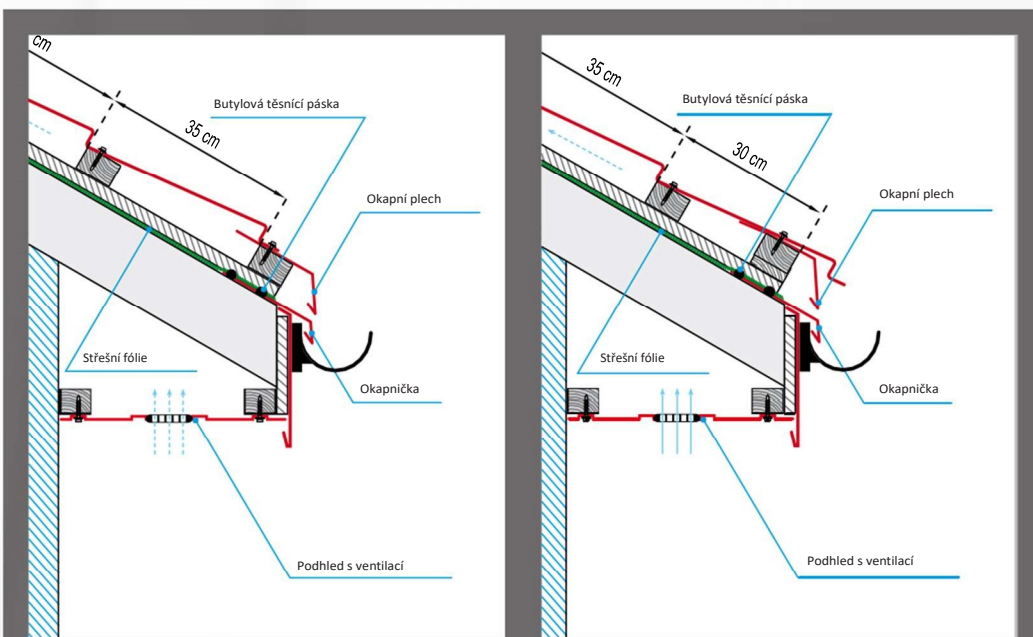 cm
35 cm
Butylová těsnící páska
Okapní plech
Střešní fólie
Okapnička
Podhled s ventilací
35 cm
30 cm
Butylová těsnící páska
Okapní plech
Střešní fólie
Okapnička
Podhled s ventilací